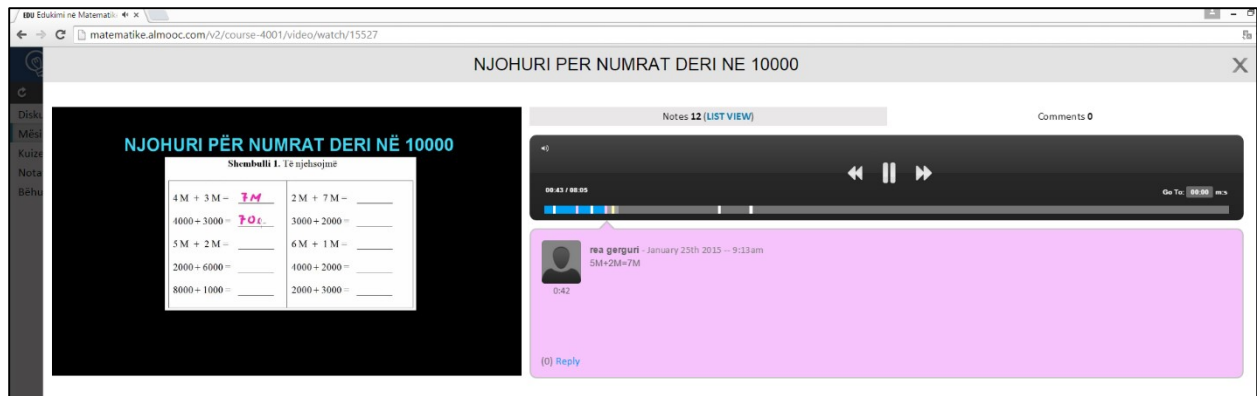 EDU Edukimi në Matematik
matematike.almooc.com/v2/course-4001/video/watch/15527
NJOHURI PER NUMRAT DERI NE 10000
X
Disku
Mësi
Kuize
Nota
Bëhu
NJOHURI PËR NUMRAT DERI NË 10000
Shembulli 1. Të njehsojmë
4 M + 3 M = 7M 2 M + 7 M =
4000 + 3000 = 700 3000 + 2000 =
5 M + 2 M = 6 M + 1 M =
2000 + 6000 = 4000 + 2000 =
8000 + 1000 = 2000 + 3000 =
Notes 12 (LIST VIEW) Comments 0
00:43 / 08:05 Go To: 00:00 m:s
rea gerguri - January 25th 2015 -- 9:13am
5M+2M=7M
0:42
(0) Reply